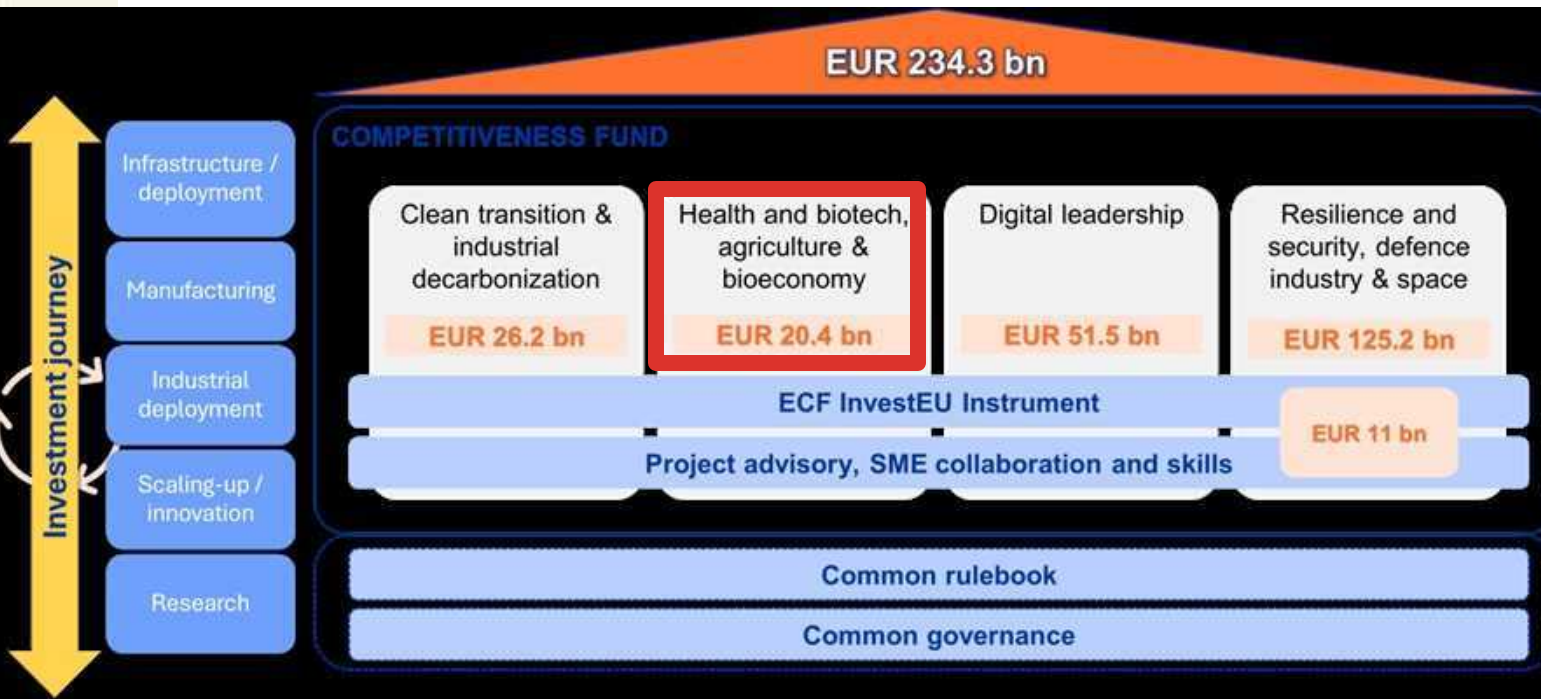 EUR 234.3 bn
COMPETITIVENESS FUND
Investment journey
Infrastructure /
deployment
Manufacturing
Industrial
deployment
Scaling-up /
innovation
Research
Clean transition &
industrial
decarbonization
EUR 26.2 bn
Health and biotech,
agriculture &
bioeconomy
EUR 20.4 bn
Digital leadership
EUR 51.5 bn
Resilience and
security, defence
industry & space
EUR 125.2 bn
ECF InvestEU Instrument
EUR 11 bn
Project advisory, SME collaboration and skills
Common rulebook
Common governance